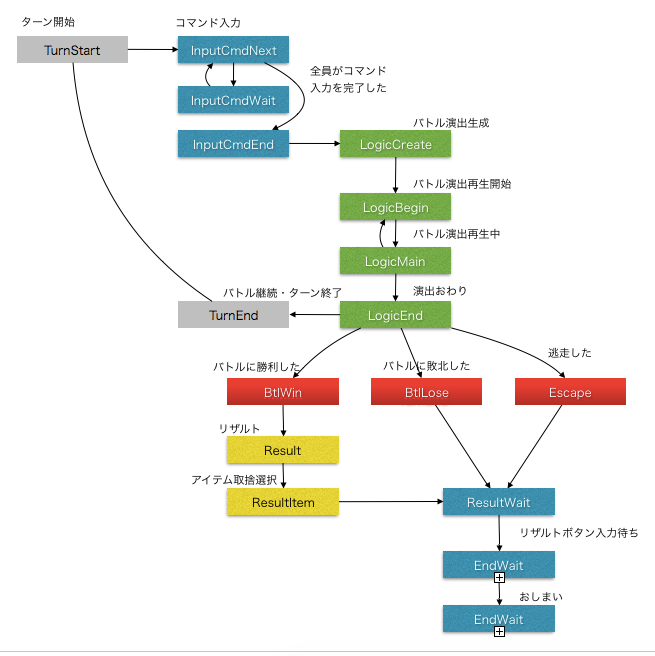 ターン開始
コマンド入力
TurnStart
InputCmdNext
全員がコマンド
入力を完了した
InputCmdWait
バトル演出生成
InputCmdEnd
LogicCreate
バトル演出再生開始
LogicBegin
バトル演出再生中
LogicMain
バトル継続・ターン終了
演出おわり
TurnEnd
LogicEnd
逃走した
バトルに勝利した
バトルに敗北した
BtlWin
BtlLose
Escape
リザルト
Result
アイテム取捨選択
ResultItem
ResultWait
リザルトボタン入力待ち
EndWait
おしまい
EndWait